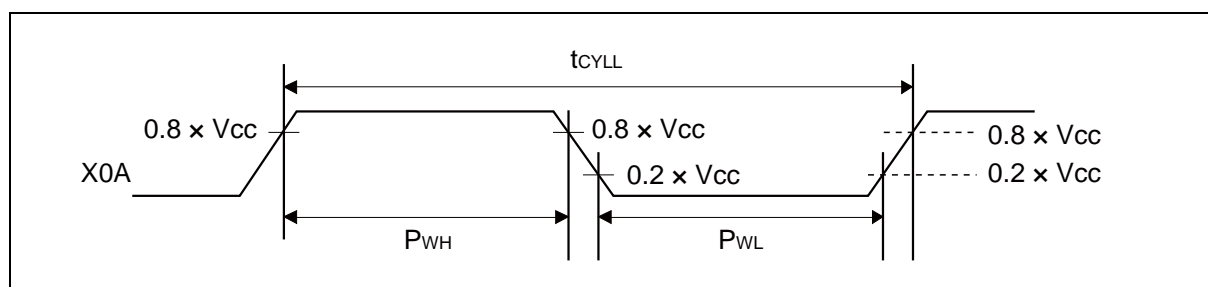 tCYLL
0.8 × Vcc
0.8 × Vcc
0.8 × Vcc
X0A
0.2 × Vcc
0.2 × Vcc
PWH
PWL